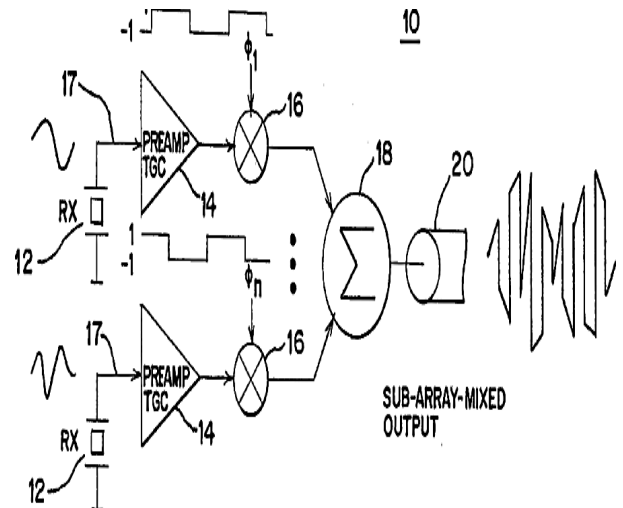 -1
10
ϕ1
17
16
PREAMP
TGC
18
14
20
RX
12
1
-1
ϕn
17
16
PREAMP
TGC
Σ
14
SUB-ARRAY-MIXED
OUTPUT
RX
12